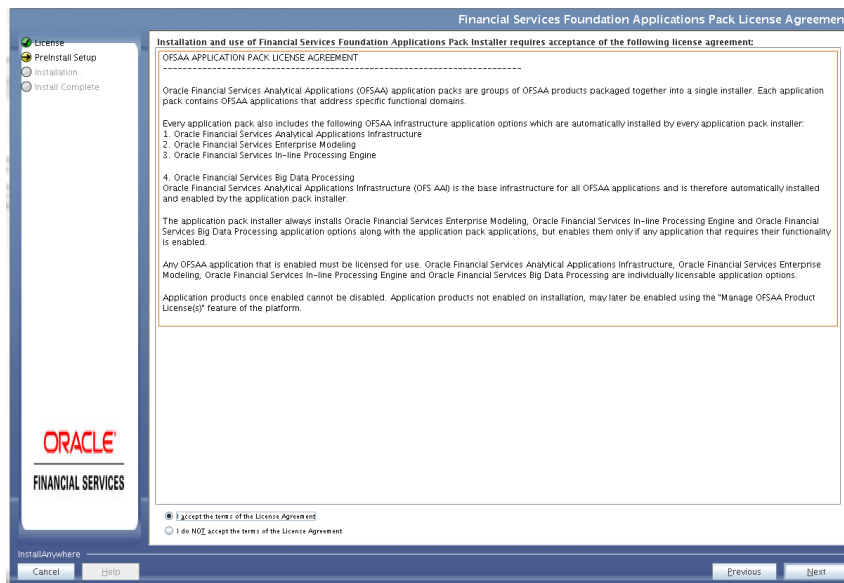 Financial Services Foundation Applications Pack License Agreemen
License
PreInstall Setup
Installation...
Install Complete
Installation and use of Financial Services Foundation Applications Pack Installer requires acceptance of the following license agreement:
OFSAA APPLICATION PACK LICENSE AGREEMENT
------------------------------------------------------------------------
Oracle Financial Services Analytical Applications (OFSAA) application packs are groups of OFSAA products packaged together into a single installer. Each application
pack contains OFSAA applications that address specific functional domains.
Every application pack also includes the following OFSAA infrastructure application options which are automatically installed by every application pack installer:
1. Oracle Financial Services Analytical Applications Infrastructure
2. Oracle Financial Services Enterprise Modeling
3. Oracle Financial Services In-line Processing Engine
4. Oracle Financial Services Big Data Processing
Oracle Financial Services Analytical Applications Infrastructure (OFS AAI) is the base infrastructure for all OFSAA applications and is therefore automatically installed
and enabled by the application pack installer.
The application pack installer always installs Oracle Financial Services Enterprise Modeling, Oracle Financial Services In-line Processing Engine and Oracle Financial
Services Big Data Processing application options along with the application pack applications, but enables them only if any application that requires their functionality
is enabled.
Any OFSAA application that is enabled must be licensed for use. Oracle Financial Services Analytical Applications Infrastructure, Oracle Financial Services Enterprise
Modeling, Oracle Financial Services In-line Processing Engine and Oracle Financial Services Big Data Processing are individually licensable application options.
Application products once enabled cannot be disabled. Application products not enabled on installation, may later be enabled using the "Manage OFSAA Product
License(s)" feature of the platform.
ORACLE
FINANCIAL SERVICES
I accept the terms of the License Agreement
I do NOT accept the terms of the License Agreement
InstallAnywhere
Cancel
Help
Previous
Next